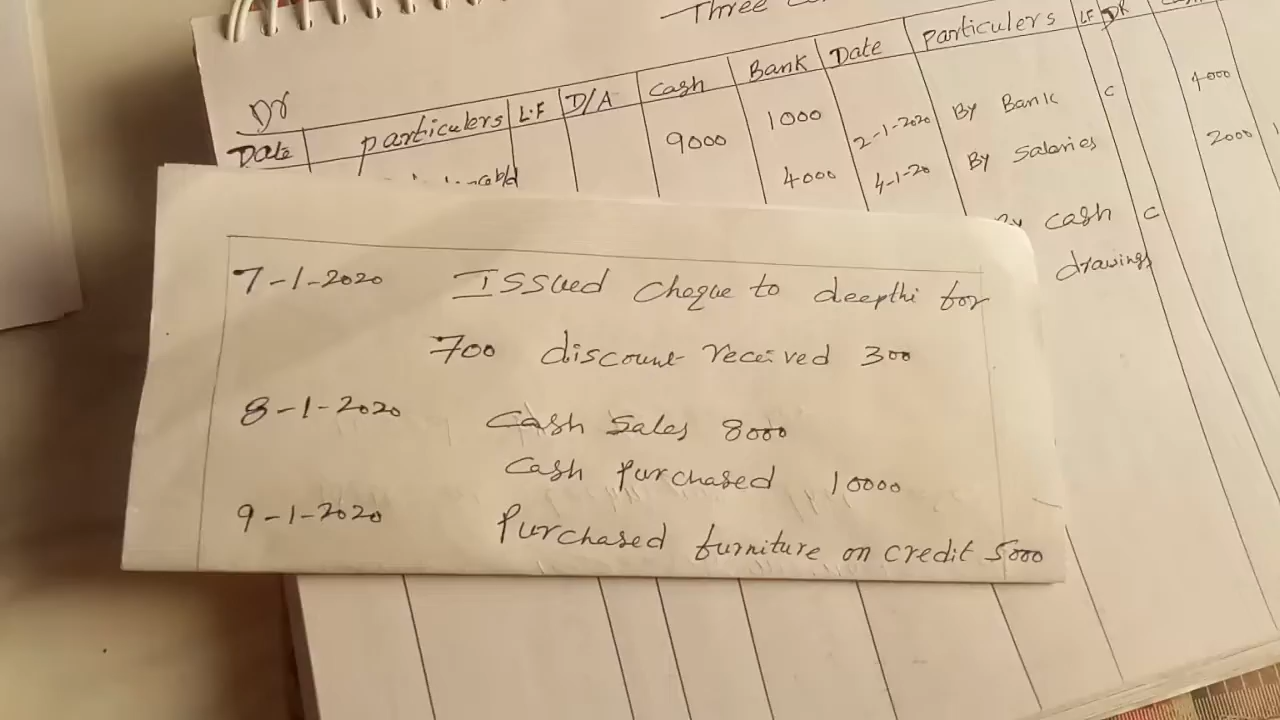 Three
Dr
Date particulers L.F D/A Cash Bank Date particulers LF
9000 1000 2-1-2020 By Bank C 4000
4000 4-1-20 By Salaries 2000
cash C
drawings
7-1-2020 Issued cheque to deepthi for
700 discount received 300
8-1-2020 Cash Sales 8000
Cash Purchased 10000
9-1-2020 Purchased furniture on credit 5000